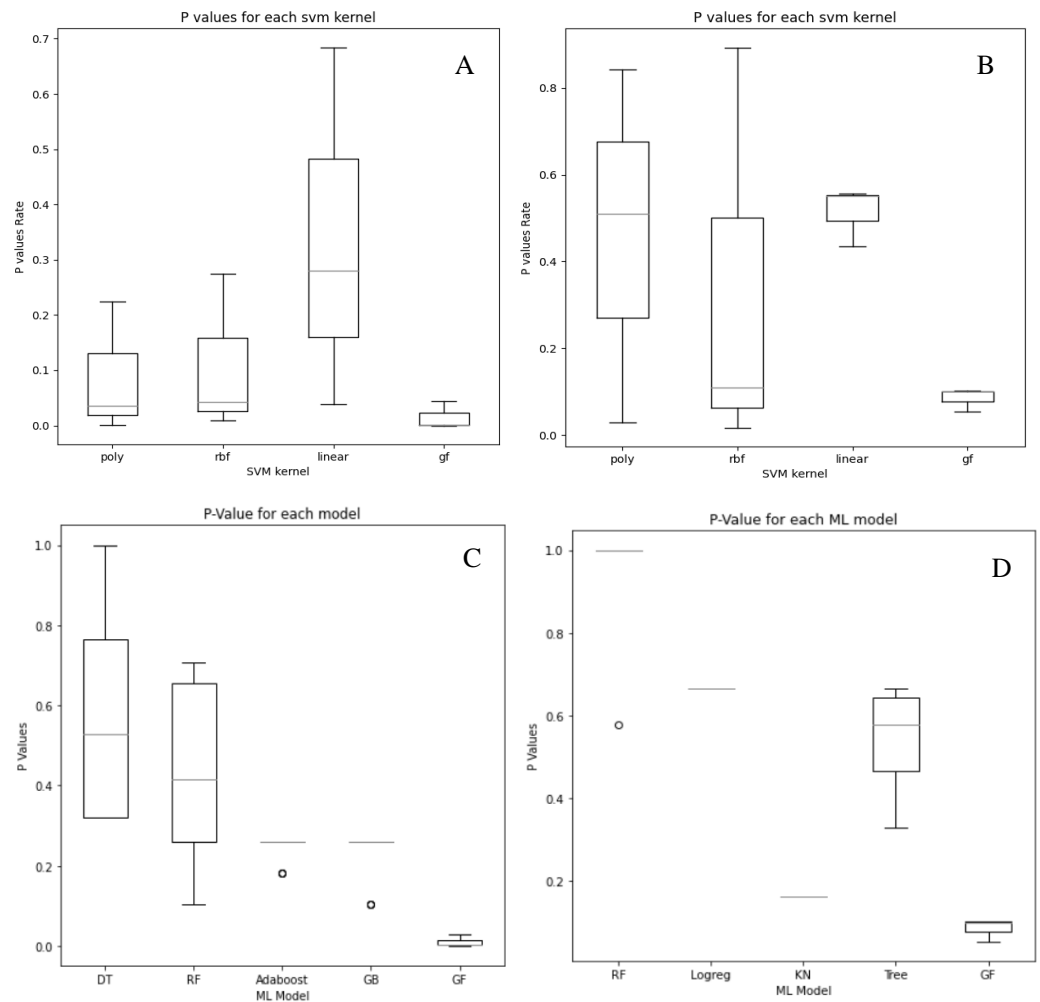 P values for each svm kernel
A
0.7
0.6
0.5
0.4
0.3
0.2
0.1
0.0
P values Rate
poly rbf linear gf
SVM kernel
P values for each svm kernel
B
0.8
0.6
0.4
0.2
0.0
P values Rate
poly rbf linear gf
SVM kernel
P-Value for each model
C
1.0
0.8
0.6
0.4
0.2
0.0
P Values
DT RF Adaboost GB GF
ML Model
P-Value for each ML model
D
1.0
0.8
0.6
0.4
0.2
P Values
RF Logreg KN Tree GF
ML Model